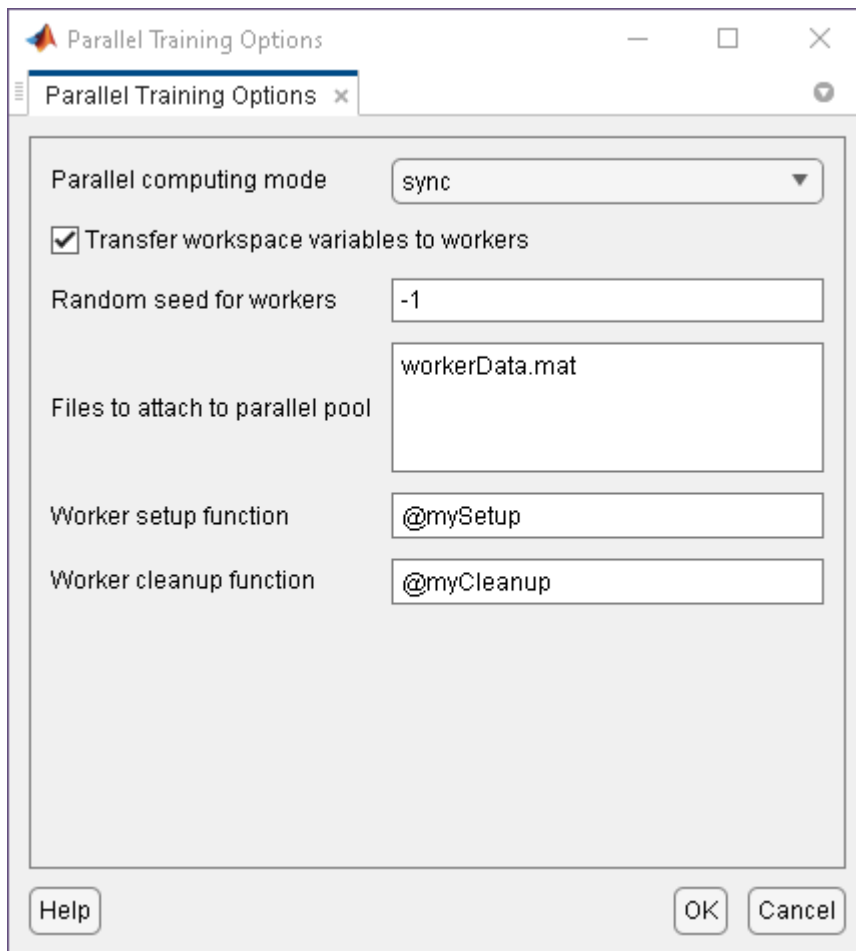 Parallel Training Options
Parallel Training Options
Parallel computing mode sync
Transfer workspace variables to workers
Random seed for workers -1
workerData.mat
Files to attach to parallel pool
Worker setup function @mySetup
Worker cleanup function @myCleanup
Help OK Cancel